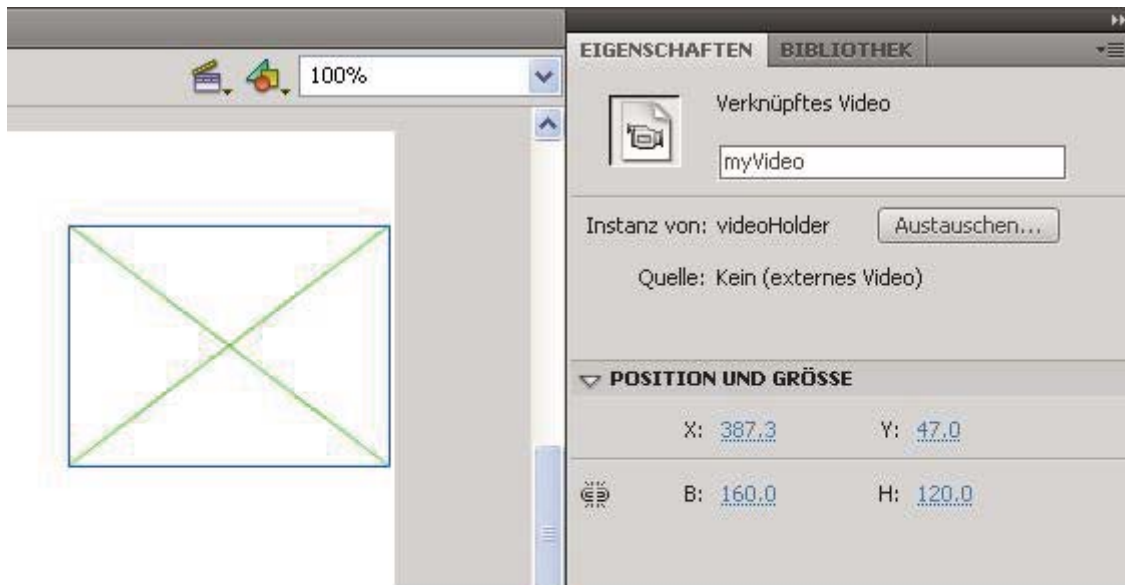 EIGENSCHAFTEN BIBLIOTHEK
100%
Verknüpftes Video
myVideo
Instanz von: videoHolder Austauschen...
Quelle: Kein (externes Video)
POSITION UND GRÖSSE
X: 387,3 Y: 47,0
B: 160,0 H: 120,0